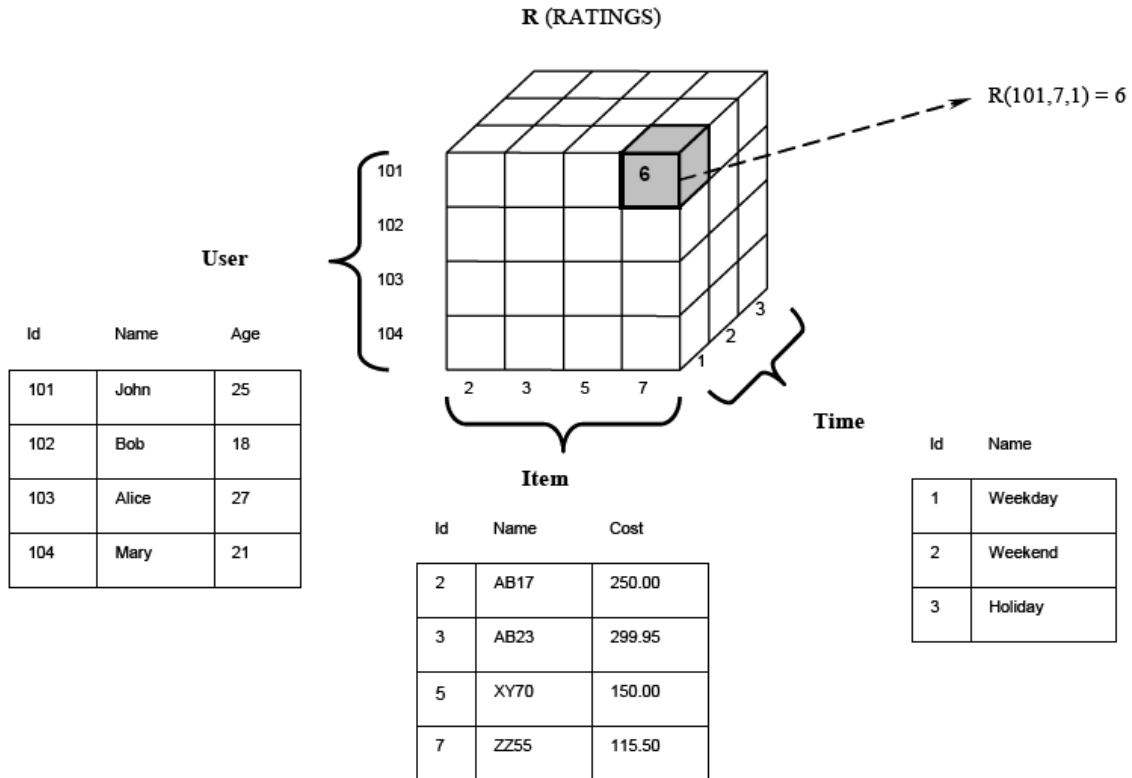 R (RATINGS)
R(101,7,1) = 6
101
6
102
User
103
104
3
2
1
2 3 5 7
Time
Item
Id Name Age
101 John 25
102 Bob 18
103 Alice 27
104 Mary 21
Id Name Cost
2 AB17 250.00
3 AB23 299.95
5 XY70 150.00
7 ZZ55 115.50
Id Name
1 Weekday
2 Weekend
3 Holiday